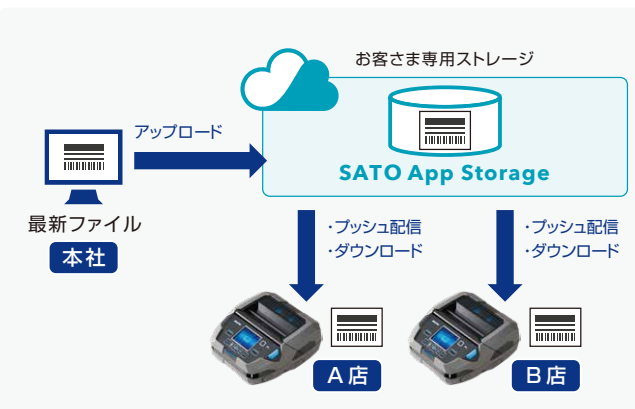 お客さま専用ストレージ
アップロード
SATO App Storage
最新ファイル
本社
・プッシュ配信
・ダウンロード
・プッシュ配信
・ダウンロード
A店
B店